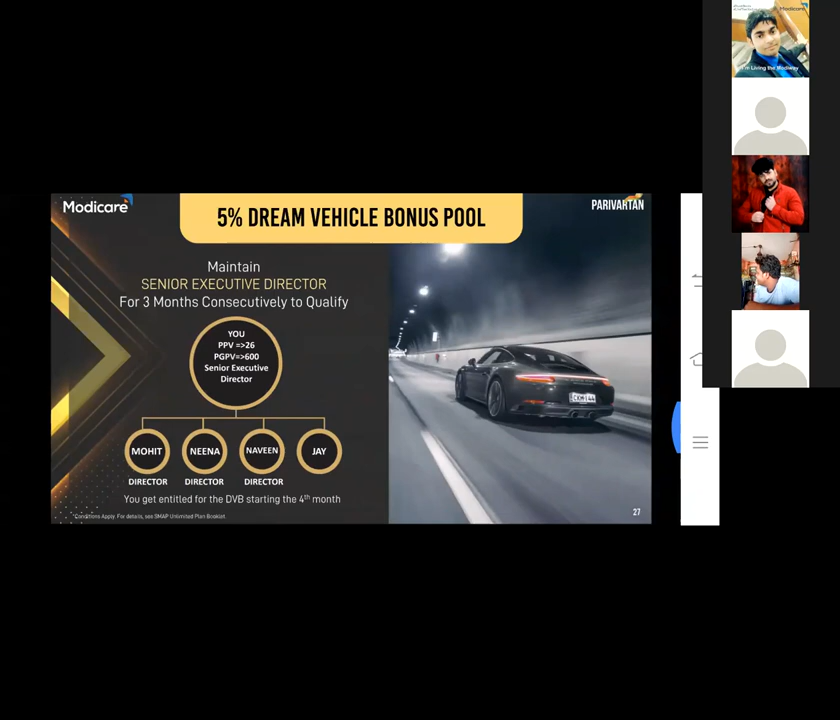 Modicare
5% DREAM VEHICLE BONUS POOL
PARIVARTAN
Maintain
SENIOR EXECUTIVE DIRECTOR
For 3 Months Consecutively to Qualify
YOU
PPV =>26
PGPV=>600
Senior Executive
Director
MOHIT
NEENA
NAVEEN
JAY
DIRECTOR
DIRECTOR
DIRECTOR
You get entitled for the DVB starting the 4th month
*Conditions Apply. For details, see SMAP Unlimited Plan Booklet.
27
Modicare
I'm Living the Modiway